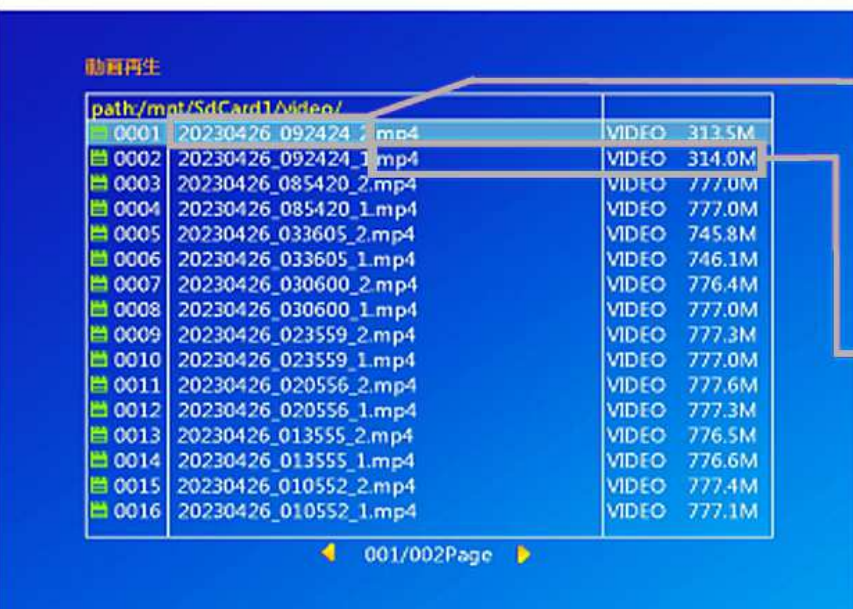 動画再生
path:/mnt/SdCard1/video/
0001 20230426_092424_2.mp4 VIDEO 313.5M
0002 20230426_092424_1.mp4 VIDEO 314.0M
0003 20230426_085420_2.mp4 VIDEO 777.0M
0004 20230426_085420_1.mp4 VIDEO 777.0M
0005 20230426_033605_2.mp4 VIDEO 745.8M
0006 20230426_033605_1.mp4 VIDEO 746.1M
0007 20230426_030600_2.mp4 VIDEO 776.4M
0008 20230426_030600_1.mp4 VIDEO 777.0M
0009 20230426_023559_2.mp4 VIDEO 777.3M
0010 20230426_023559_1.mp4 VIDEO 777.0M
0011 20230426_020556_2.mp4 VIDEO 777.6M
0012 20230426_020556_1.mp4 VIDEO 777.3M
0013 20230426_013555_2.mp4 VIDEO 776.5M
0014 20230426_013555_1.mp4 VIDEO 776.6M
0015 20230426_010552_2.mp4 VIDEO 777.4M
0016 20230426_010552_1.mp4 VIDEO 777.1M
001/002Page